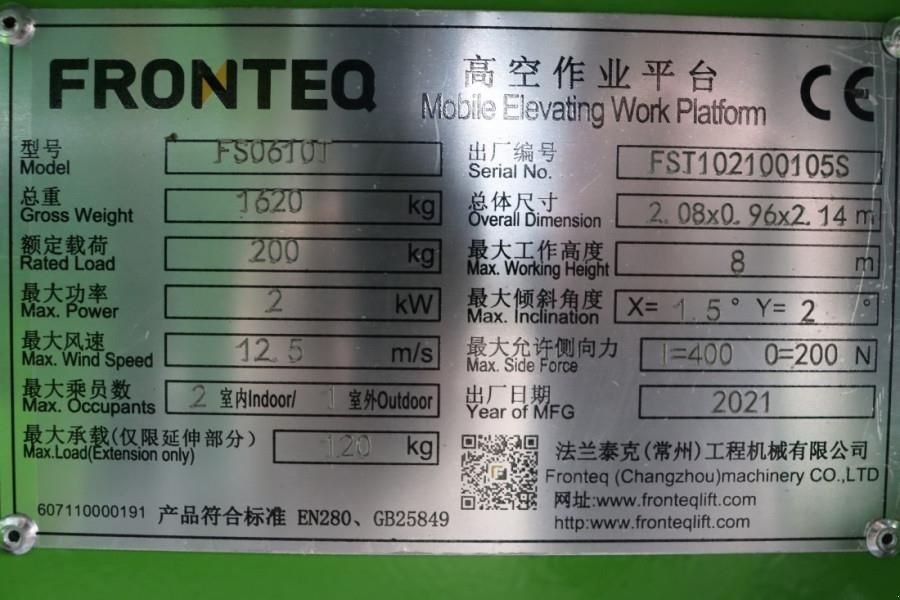 FRONTEQ
高空作业平台
Mobile Elevating Work Platform
CE
型号
Model
FS0610T
总重
Gross Weight
1620 kg
额定载荷
Rated Load
200 kg
最大功率
Max. Power
2 kW
最大风速
Max. Wind Speed
12.5 m/s
最大乘员数
Max. Occupants
2 室内Indoor/ 1 室外Outdoor
最大承载(仅限延伸部分)
Max.Load(Extension only)
120 kg
出厂编号
Serial No.
FST102100105S
总体尺寸
Overall Dimension
2.08x0.96x2.14 m
最大工作高度
Max. Working Height
8 m
最大倾斜角度
Max. Inclination
X= 1.5° Y= 2 °
最大允许侧向力
Max. Side Force
I=400 O=200 N
出厂日期
Year of MFG
2021
法兰泰克(常州)工程机械有限公司
Fronteq (Changzhou)machinery CO.,LTD
网址:www.fronteqlift.com
http:www.fronteqlift.com
607110000191 产品符合标准 EN280、GB25849